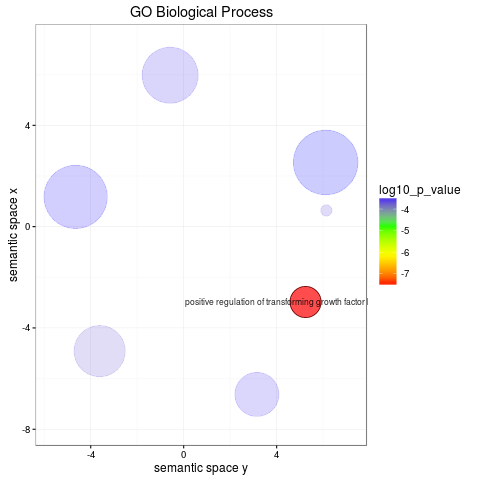 GO Biological Process
semantic space x
4
0
-4
-8
positive regulation of transforming growth factor
-4
0
4
semantic space y
log10_p_value
-4
-5
-6
-7